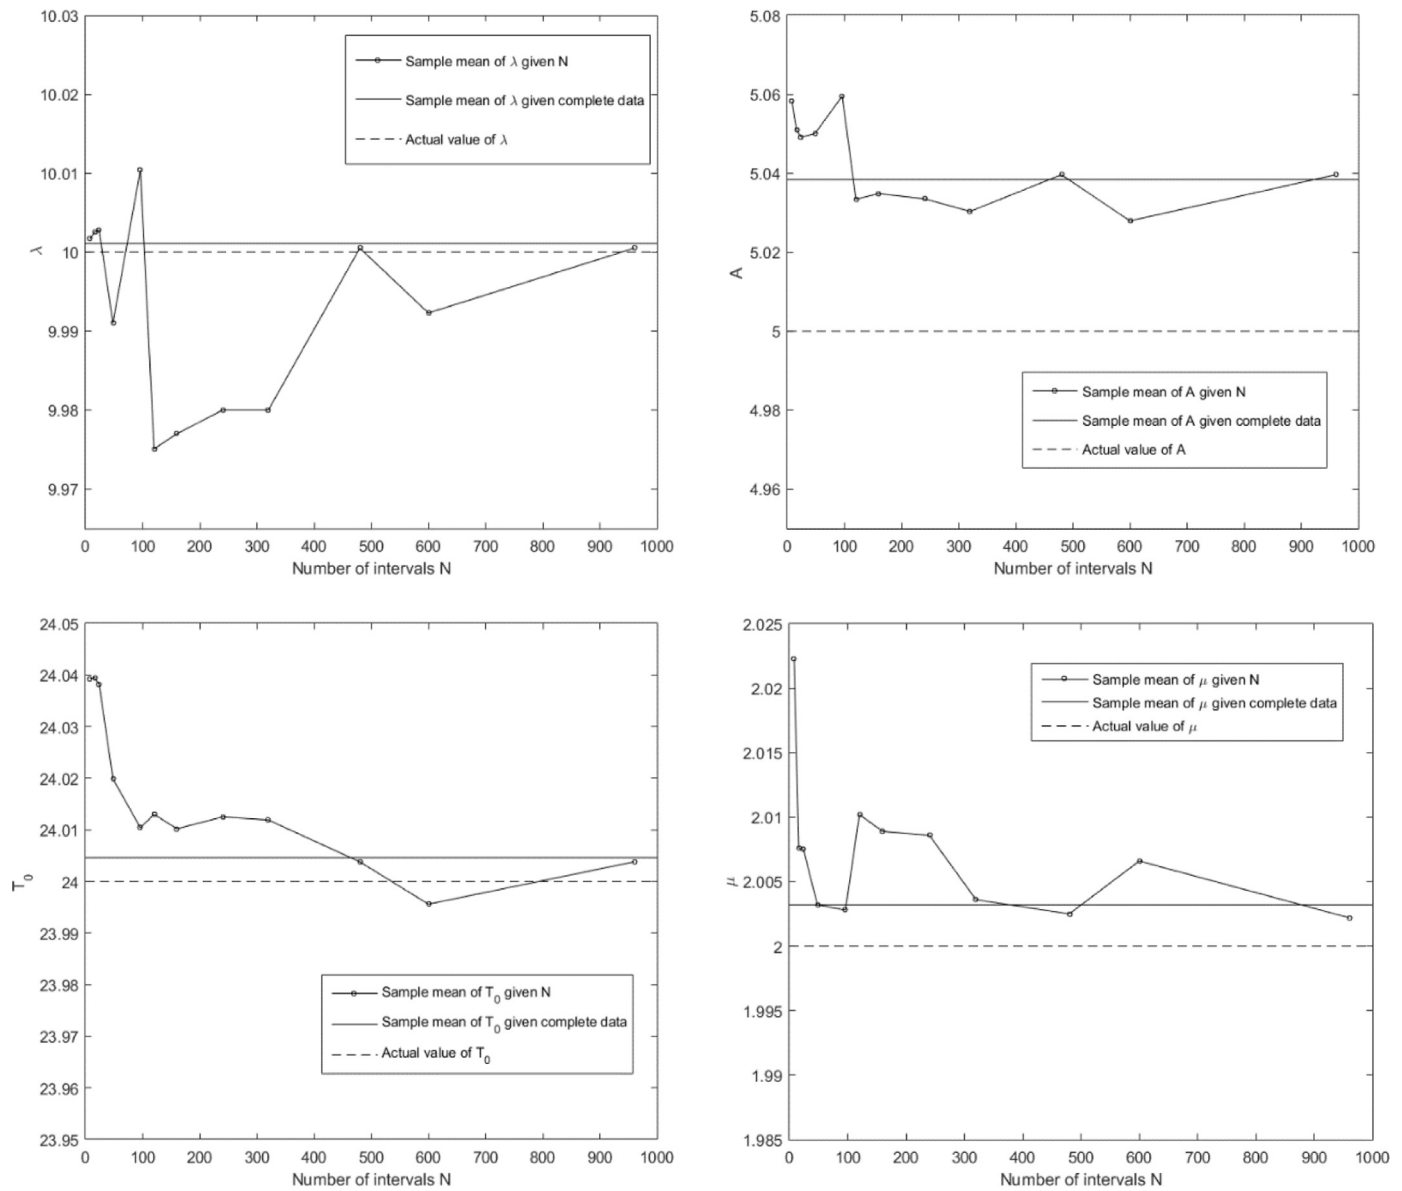 10.03
10.02
10.01
10
9.99
9.98
9.97
λ
0 100 200 300 400 500 600 700 800 900 1000
Number of intervals N
Sample mean of λ given N
Sample mean of λ given complete data
Actual value of λ
5.08
5.06
5.04
5.02
5
4.98
4.96
A
0 100 200 300 400 500 600 700 800 900 1000
Number of intervals N
Sample mean of A given N
Sample mean of A given complete data
Actual value of A
24.05
24.04
24.03
24.02
24.01
24
23.99
23.98
23.97
23.96
23.95
T0
0 100 200 300 400 500 600 700 800 900 1000
Number of intervals N
Sample mean of T0 given N
Sample mean of T0 given complete data
Actual value of T0
2.025
2.02
2.015
2.01
2.005
2
1.995
1.99
1.985
μ
0 100 200 300 400 500 600 700 800 900 1000
Number of intervals N
Sample mean of μ given N
Sample mean of μ given complete data
Actual value of μ